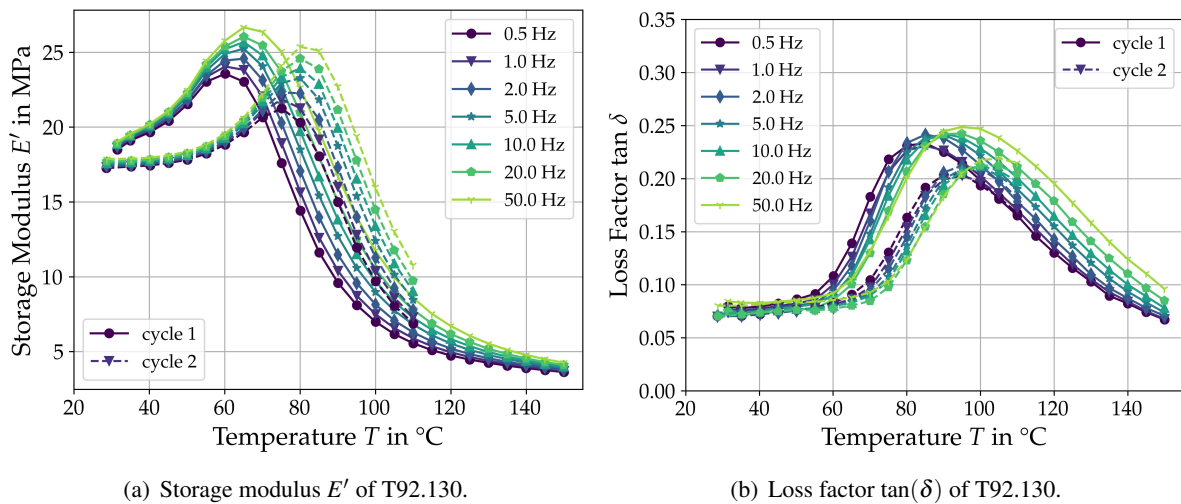 Storage Modulus E′ in MPa
25
20
15
10
5
0.5 Hz
1.0 Hz
2.0 Hz
5.0 Hz
10.0 Hz
20.0 Hz
50.0 Hz
cycle 1
cycle 2
20 40 60 80 100 120 140
Temperature T in °C
(a) Storage modulus E′ of T92.130.
Loss Factor tan δ
0.35
0.30
0.25
0.20
0.15
0.10
0.05
0.00
0.5 Hz
1.0 Hz
2.0 Hz
5.0 Hz
10.0 Hz
20.0 Hz
50.0 Hz
cycle 1
cycle 2
20 40 60 80 100 120 140
Temperature T in °C
(b) Loss factor tan(δ) of T92.130.